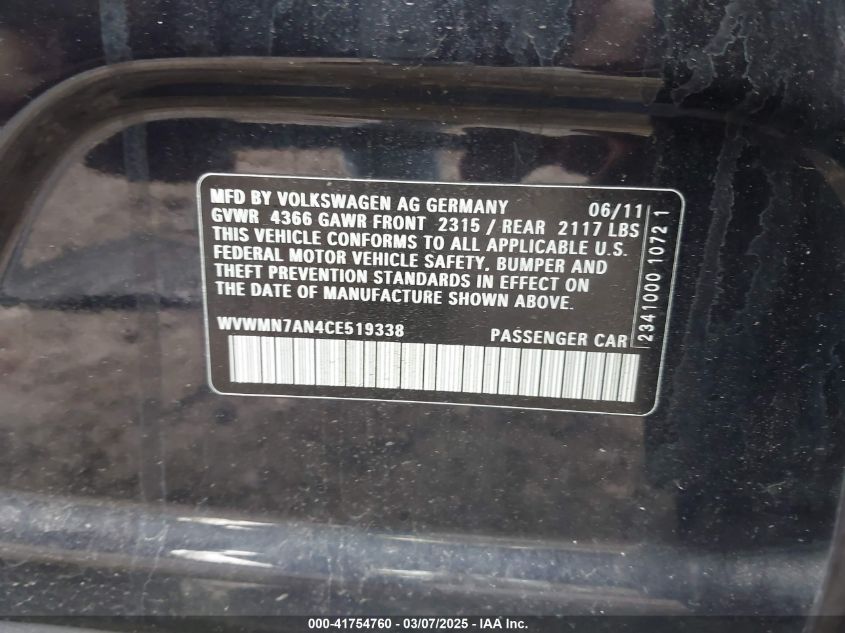 MFD BY VOLKSWAGEN AG GERMANY 06/11
GVWR 4366 GAWR FRONT 2315 / REAR 2117 LBS
THIS VEHICLE CONFORMS TO ALL APPLICABLE U.S.
FEDERAL MOTOR VEHICLE SAFETY, BUMPER AND
THEFT PREVENTION STANDARDS IN EFFECT ON
THE DATE OF MANUFACTURE SHOWN ABOVE.
WVWMN7AN4CE519338 PASSENGER CAR
2341000 1072 1
000-41754760 - 03/07/2025 - IAA Inc.